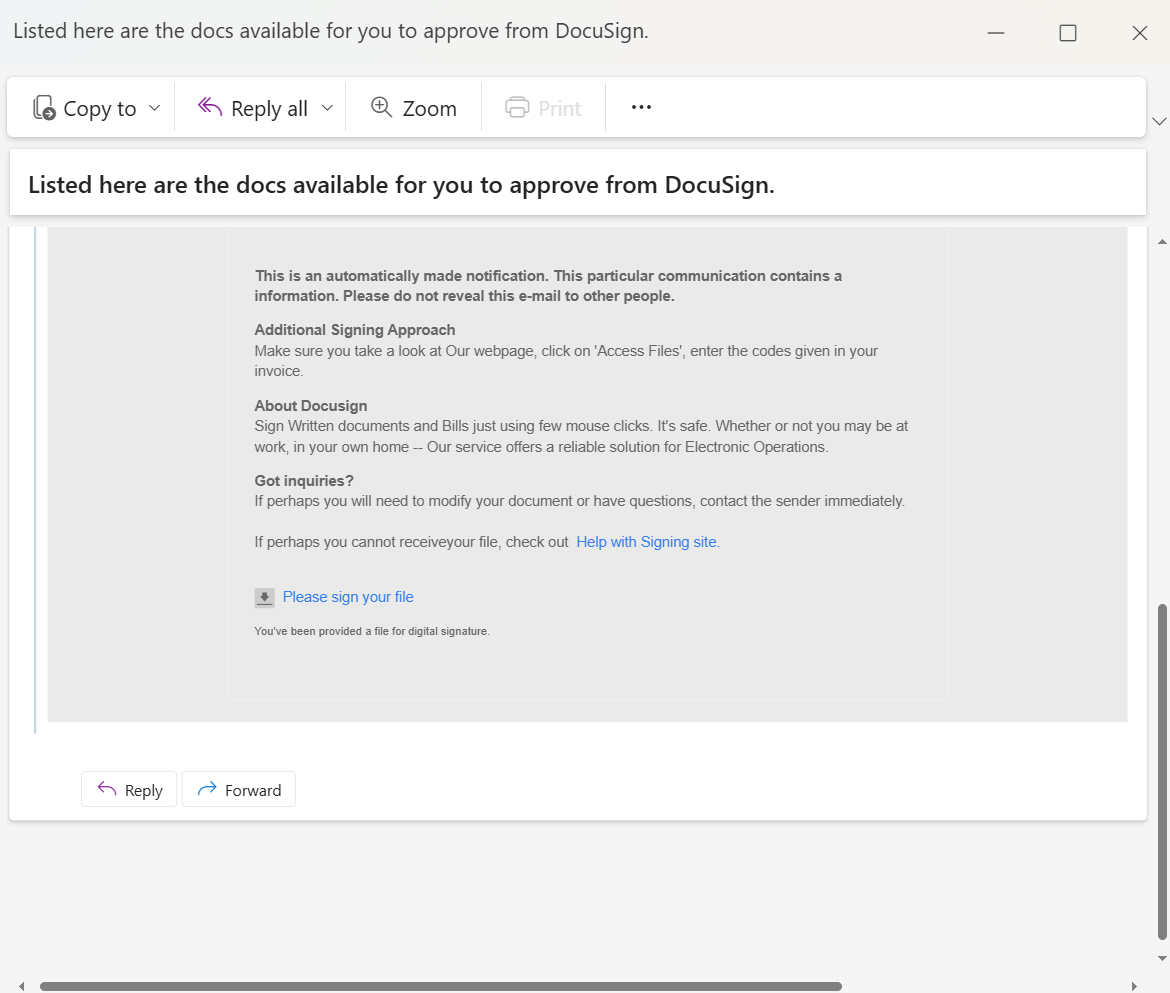 Listed here are the docs available for you to approve from DocuSign.
Copy to
Reply all
Zoom
Print
Listed here are the docs available for you to approve from DocuSign.
This is an automatically made notification. This particular communication contains a
information. Please do not reveal this e-mail to other people.
Additional Signing Approach
Make sure you take a look at Our webpage, click on 'Access Files', enter the codes given in your
invoice.
About Docusign
Sign Written documents and Bills just using few mouse clicks. It's safe. Whether or not you may be at
work, in your own home -- Our service offers a reliable solution for Electronic Operations.
Got inquiries?
If perhaps you will need to modify your document or have questions, contact the sender immediately.
If perhaps you cannot receiveyour file, check out Help with Signing site.
Please sign your file
You've been provided a file for digital signature.
Reply
Forward